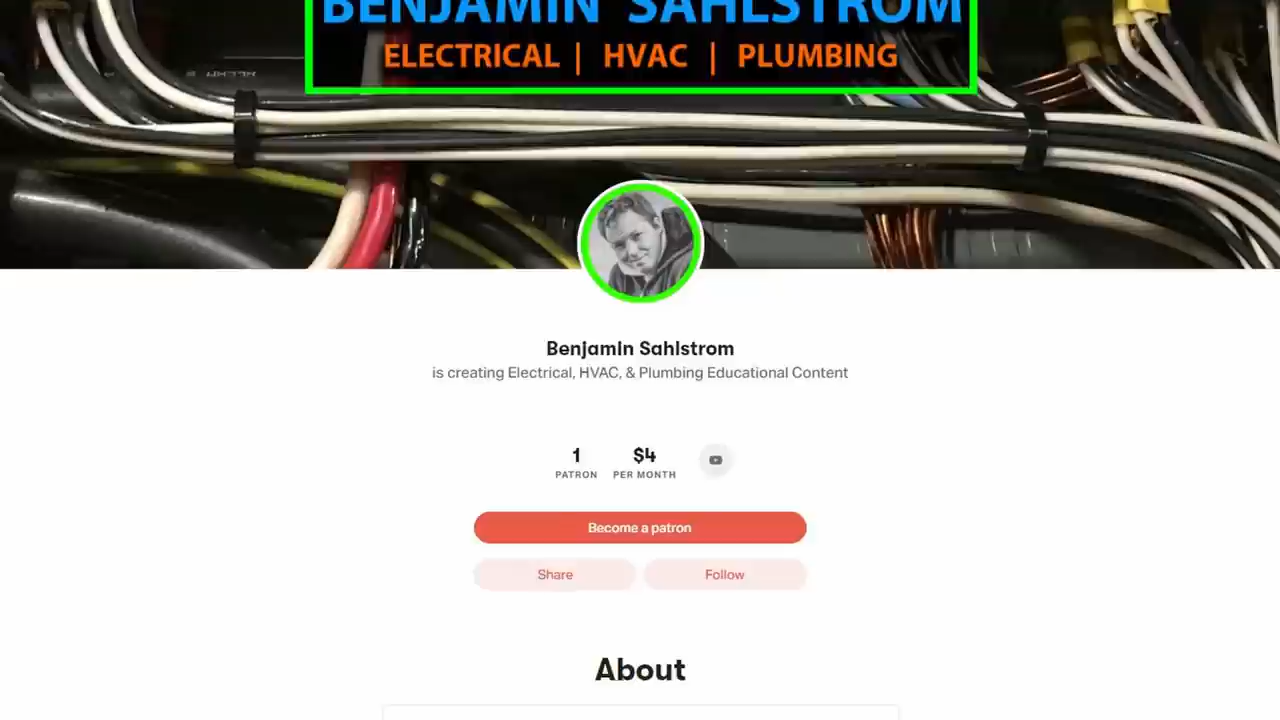 BENJAMIN SAHLSTROM
ELECTRICAL | HVAC | PLUMBING
Benjamin Sahlstrom
is creating Electrical, HVAC, & Plumbing Educational Content
1 $4
PATRON PER MONTH
Become a patron
Share Follow
About